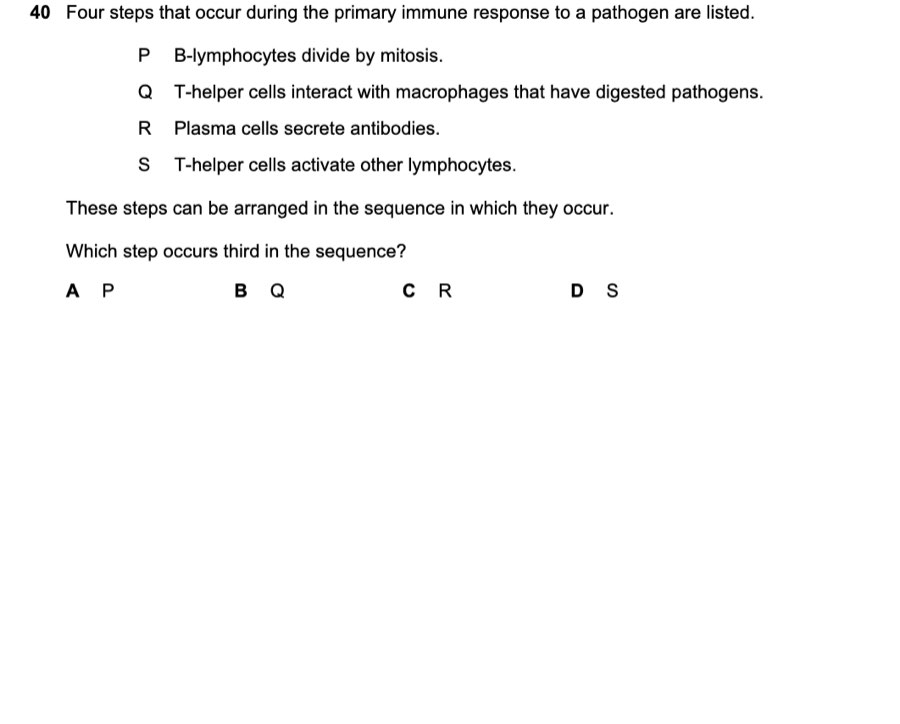 40 Four steps that occur during the primary immune response to a pathogen are listed.
P B-lymphocytes divide by mitosis.
Q T-helper cells interact with macrophages that have digested pathogens.
R Plasma cells secrete antibodies.
S T-helper cells activate other lymphocytes.
These steps can be arranged in the sequence in which they occur.
Which step occurs third in the sequence?
A P B Q C R D S